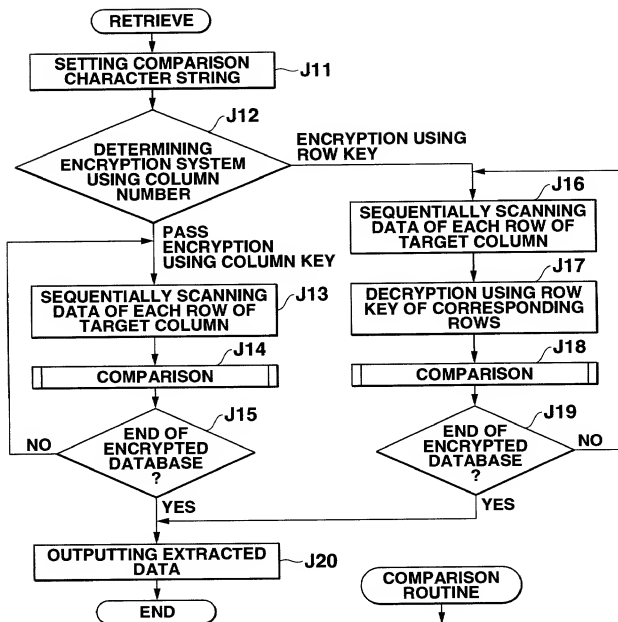 RETRIEVE
SETTING COMPARISON
CHARACTER STRING
J11
J12
DETERMINING
ENCRYPTION SYSTEM
USING COLUMN
NUMBER
ENCRYPTION USING
ROW KEY
PASS
ENCRYPTION
USING COLUMN KEY
J13
SEQUENTIALLY SCANNING
DATA OF EACH ROW OF
TARGET COLUMN
J14
COMPARISON
J15
END OF
ENCRYPTED
DATABASE
?
NO
YES
J16
SEQUENTIALLY SCANNING
DATA OF EACH ROW OF
TARGET COLUMN
J17
DECRYPTION USING ROW
KEY OF CORRESPONDING
ROWS
J18
COMPARISON
J19
END OF
ENCRYPTED
DATABASE
?
NO
YES
OUTPUTTING EXTRACTED
DATA
J20
END
COMPARISON
ROUTINE